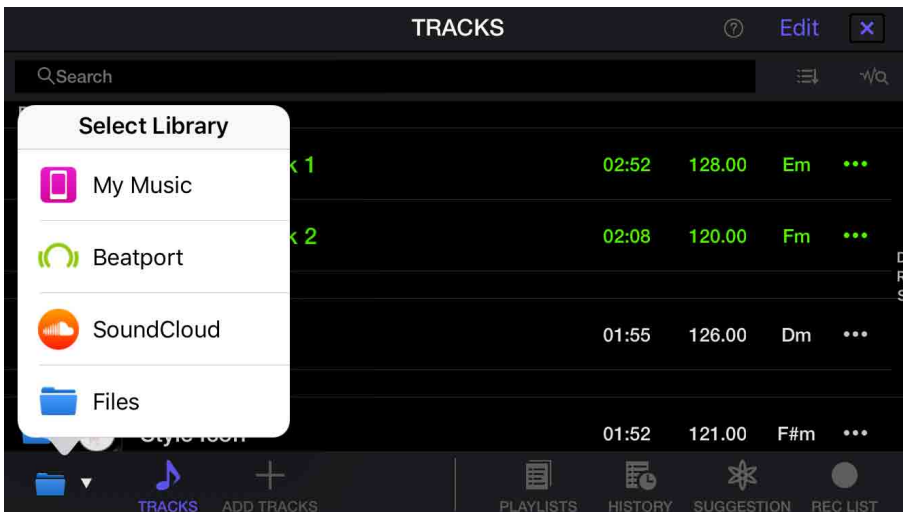 TRACKS
Edit
Search
Select Library
My Music
Beatport
SoundCloud
Files
k 1 02:52 128.00 Em •••
k 2 02:08 120.00 Fm •••
01:55 126.00 Dm •••
Style Icon 01:52 121.00 F#m •••
D
R
S
TRACKS ADD TRACKS PLAYLISTS HISTORY SUGGESTION REC LIST